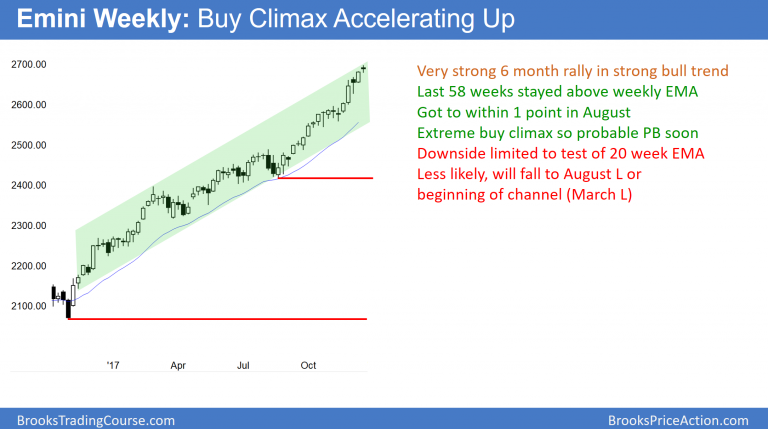 Emini Weekly: Buy Climax Accelerating Up
2700.00
2600.00
2500.00
2400.00
2300.00
2200.00
2100.00
'17
Apr
Jul
Oct
Very strong 6 month rally in strong bull trend
Last 58 weeks stayed above weekly EMA
Got to within 1 point in August
Extreme buy climax so probable PB soon
Downside limited to test of 20 week EMA
Less likely, will fall to August L or
beginning of channel (March L)
BrooksTradingCourse.com
BrooksPriceAction.com